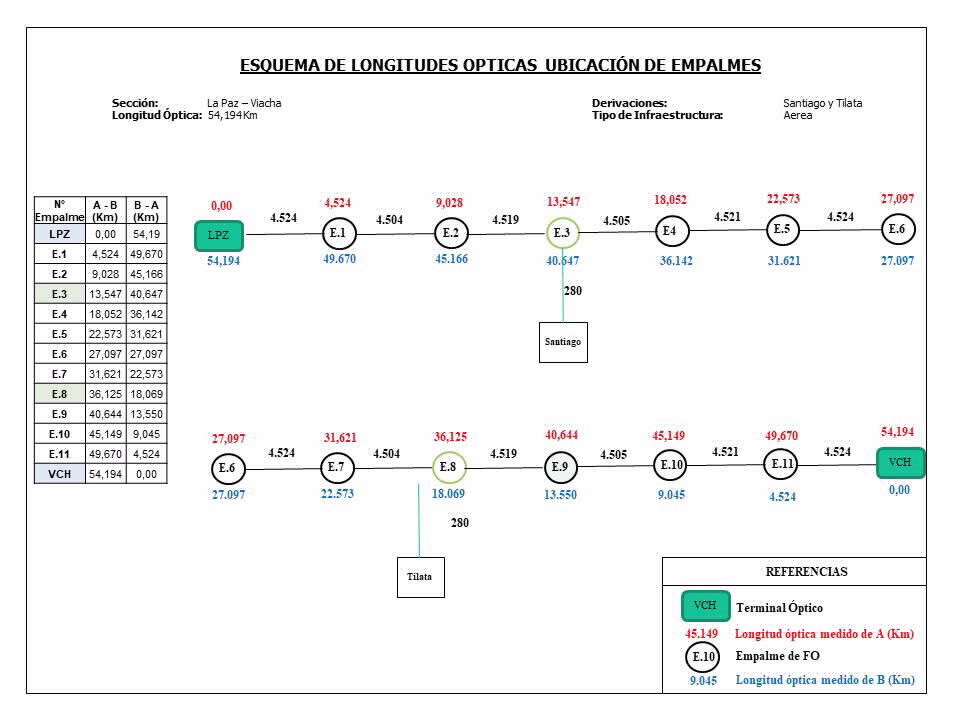 ESQUEMA DE LONGITUDES OPTICAS UBICACIÓN DE EMPALMES
Sección: La Paz – Viacha
Longitud Óptica: 54,194Km
Derivaciones: Santiago y Tilata
Tipo de Infraestructura: Aerea
N° Empalme A - B (Km) B - A (Km)
LPZ 0,00 54,19
E.1 4,524 49,670
E.2 9,028 45,166
E.3 13,547 40,647
E.4 18,052 36,142
E.5 22,573 31,621
E.6 27,097 27,097
E.7 31,621 22,573
E.8 36,125 18,069
E.9 40,644 13,550
E.10 45,149 9,045
E.11 49,670 4,524
VCH 54,194 0,00
0,00 4,524 9,028 13,547 18,052 22,573 27,097
4.524 4.504 4.519 4.505 4.521 4.524
LPZ E.1 E.2 E.3 E4 E.5 E.6
54,194 49.670 45.166 40.647 36.142 31.621 27.097
280
Santiago
27,097 31,621 36,125 40,644 45,149 49,670 54,194
4.524 4.504 4.519 4.505 4.521 4.524
E.6 E.7 E.8 E.9 E.10 E.11 VCH
27.097 22.573 18.069 13.550 9.045 4.524 0,00
280
Tilata
REFERENCIAS
VCH Terminal Óptico
45.149 Longitud óptica medido de A (Km)
E.10 Empalme de FO
9.045 Longitud óptica medido de B (Km)